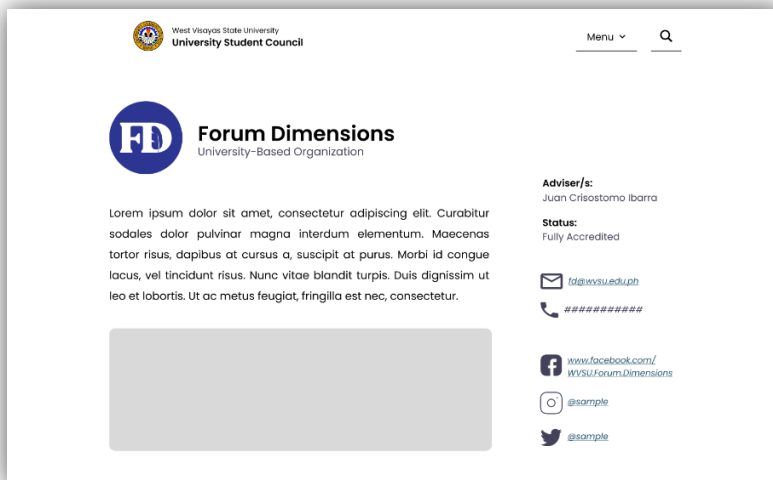 West Visayas State University
University Student Council
Menu
FD
Forum Dimensions
University-Based Organization
Lorem ipsum dolor sit amet, consectetur adipiscing elit. Curabitur
sodales dolor pulvinar magna interdum elementum. Maecenas
tortor risus, dapibus at cursus a, suscipit at purus. Morbi id congue
lacus, vel tincidunt risus. Nunc vitae blandit turpis. Duis dignissim ut
leo et lobortis. Ut ac metus feugiat, fringilla est nec, consectetur.
Adviser/s:
Juan Crisostomo Ibarra
Status:
Fully Accredited
fd@wvsu.edu.ph
###########
www.facebook.com/
WVSU.Forum.Dimensions
@sample
@sample